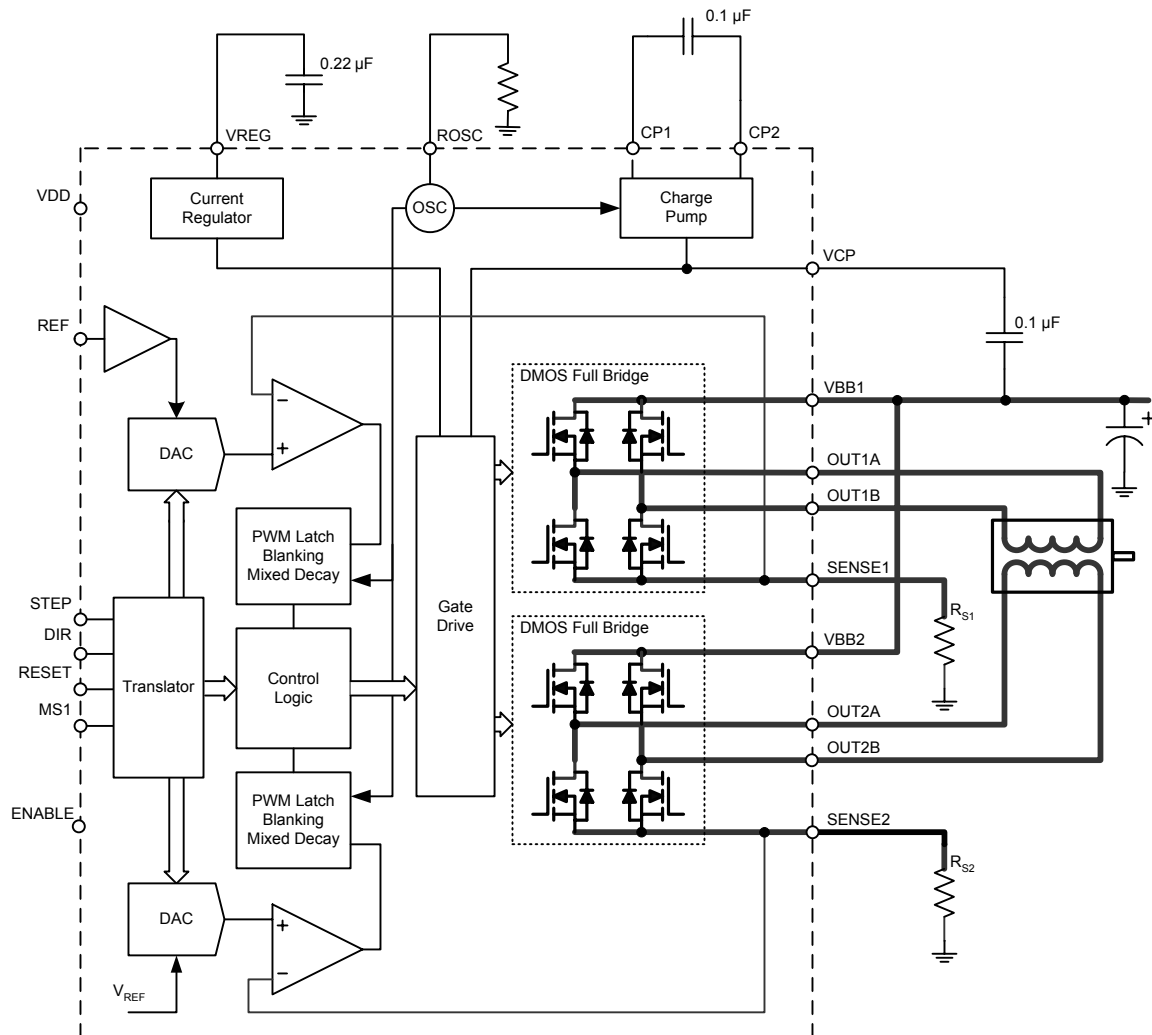 0.1 µF
0.22 µF
VREG
ROSC
CP1
CP2
VDD
Current
Regulator
OSC
Charge
Pump
VCP
REF
0.1 µF
DMOS Full Bridge
VBB1
+
−
+
DAC
OUT1A
OUT1B
PWM Latch
Blanking
Mixed Decay
SENSE1
STEP
DIR
RESET
MS1
Translator
Control
Logic
Gate
Drive
DMOS Full Bridge
RS1
VBB2
OUT2A
OUT2B
ENABLE
PWM Latch
Blanking
Mixed Decay
SENSE2
RS2
DAC
+
−
VREF